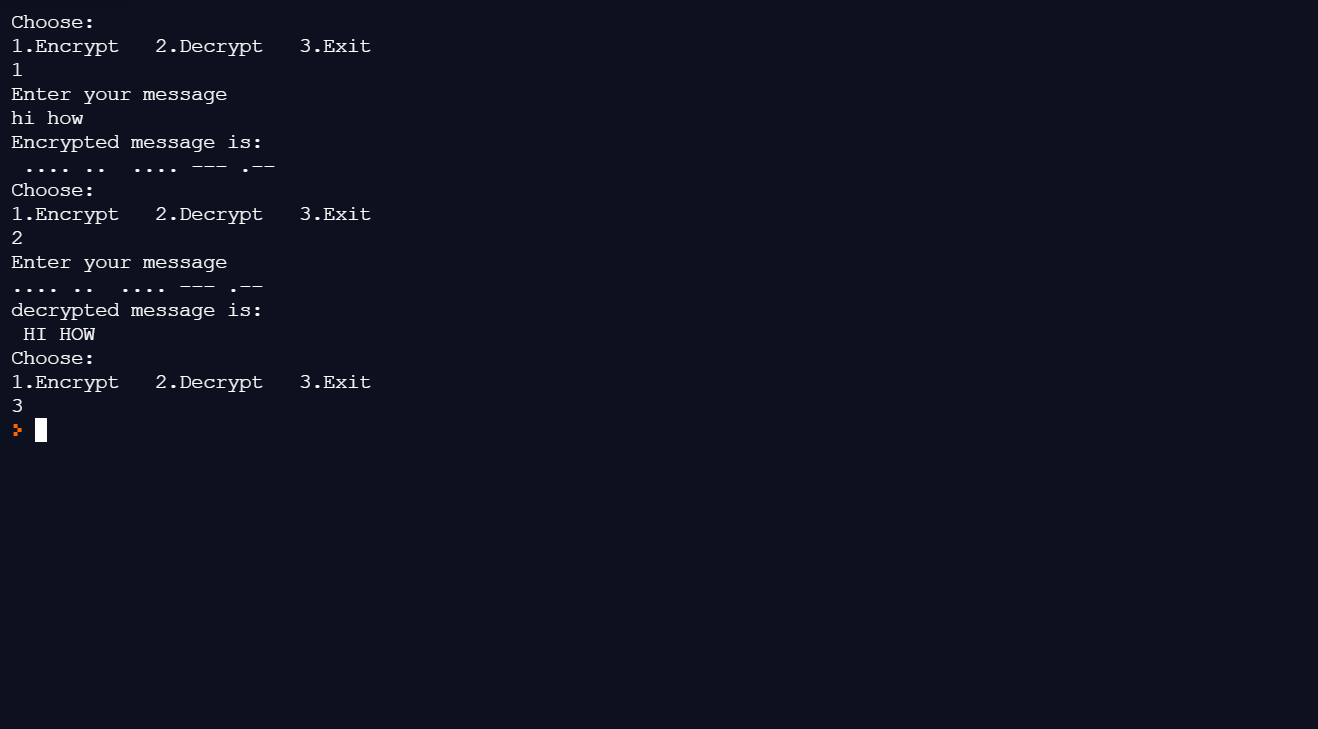 Choose:
1.Encrypt   2.Decrypt   3.Exit
1
Enter your message
hi how
Encrypted message is:
 .... ..  .... --- .--
Choose:
1.Encrypt   2.Decrypt   3.Exit
2
Enter your message
.... ..  .... --- .--
decrypted message is:
 HI HOW
Choose:
1.Encrypt   2.Decrypt   3.Exit
3
>